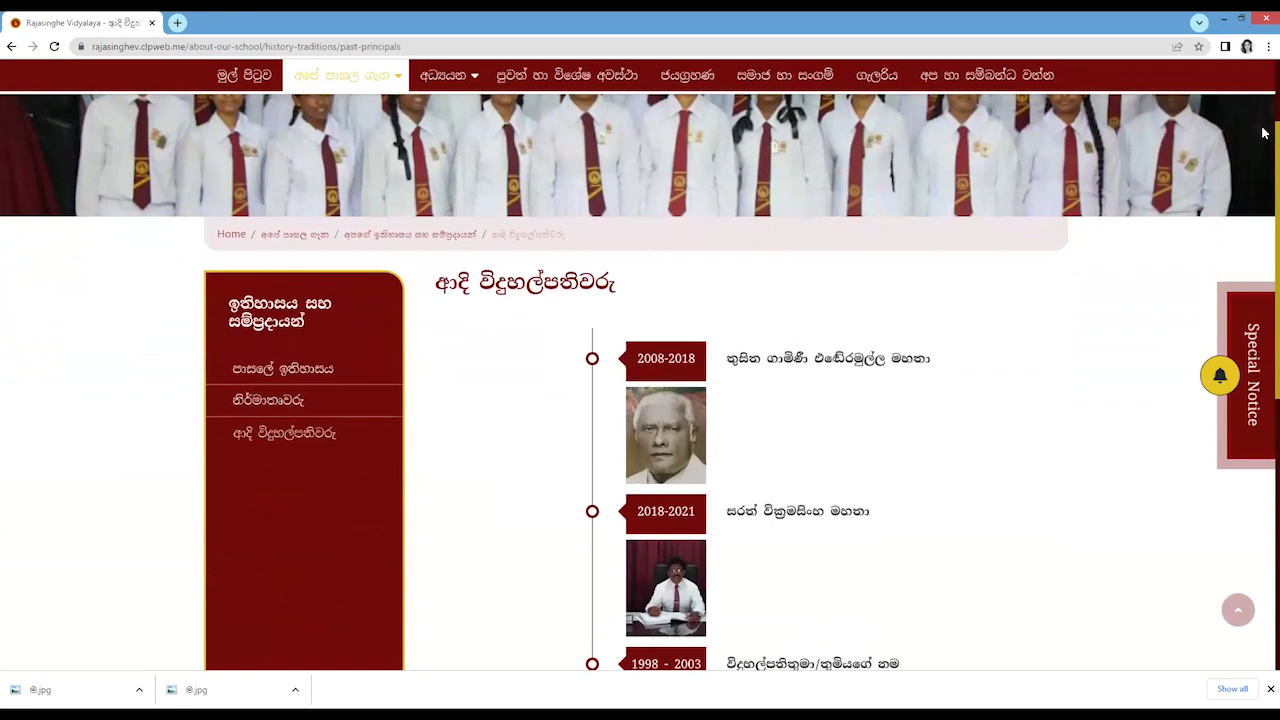 Rajasinghe Vidyalaya - ආදි විදුහ
rajasinghev.clpweb.me/about-our-school/history-traditions/past-principals
මුල් පිටුව අපේ පාසල ගැන අධ්‍යයන පුවත් හා විශේෂ අවස්ථා ජයග්‍රහණ සමාජ හා සංගම් ගැලරිය අප හා සම්බන්ධ වන්න
Home / අපේ පාසල ගැන / අපගේ ඉතිහාසය සහ සම්ප්‍රදායන් / ආදි විදුහල්පතිවරු
ඉතිහාසය සහ
සම්ප්‍රදායන්
පාසලේ ඉතිහාසය
නිර්මාතෘවරු
ආදි විදුහල්පතිවරු
ආදි විදුහල්පතිවරු
2008-2018 තුසිත ගාමිණී එඬේරමුල්ල මහතා
2018-2021 සරත් වික්‍රමසිංහ මහතා
1998 - 2003 විදුහල්පතිතුමා/තුමියගේ නම
Special Notice
@.jpg
@.jpg
Show all